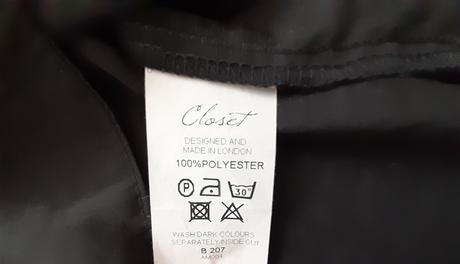 Closet
DESIGNED AND
MADE IN LONDON
100%POLYESTER
P 30°
WASH DARK COLOURS
SEPARATELY INSIDE OUT
B 207